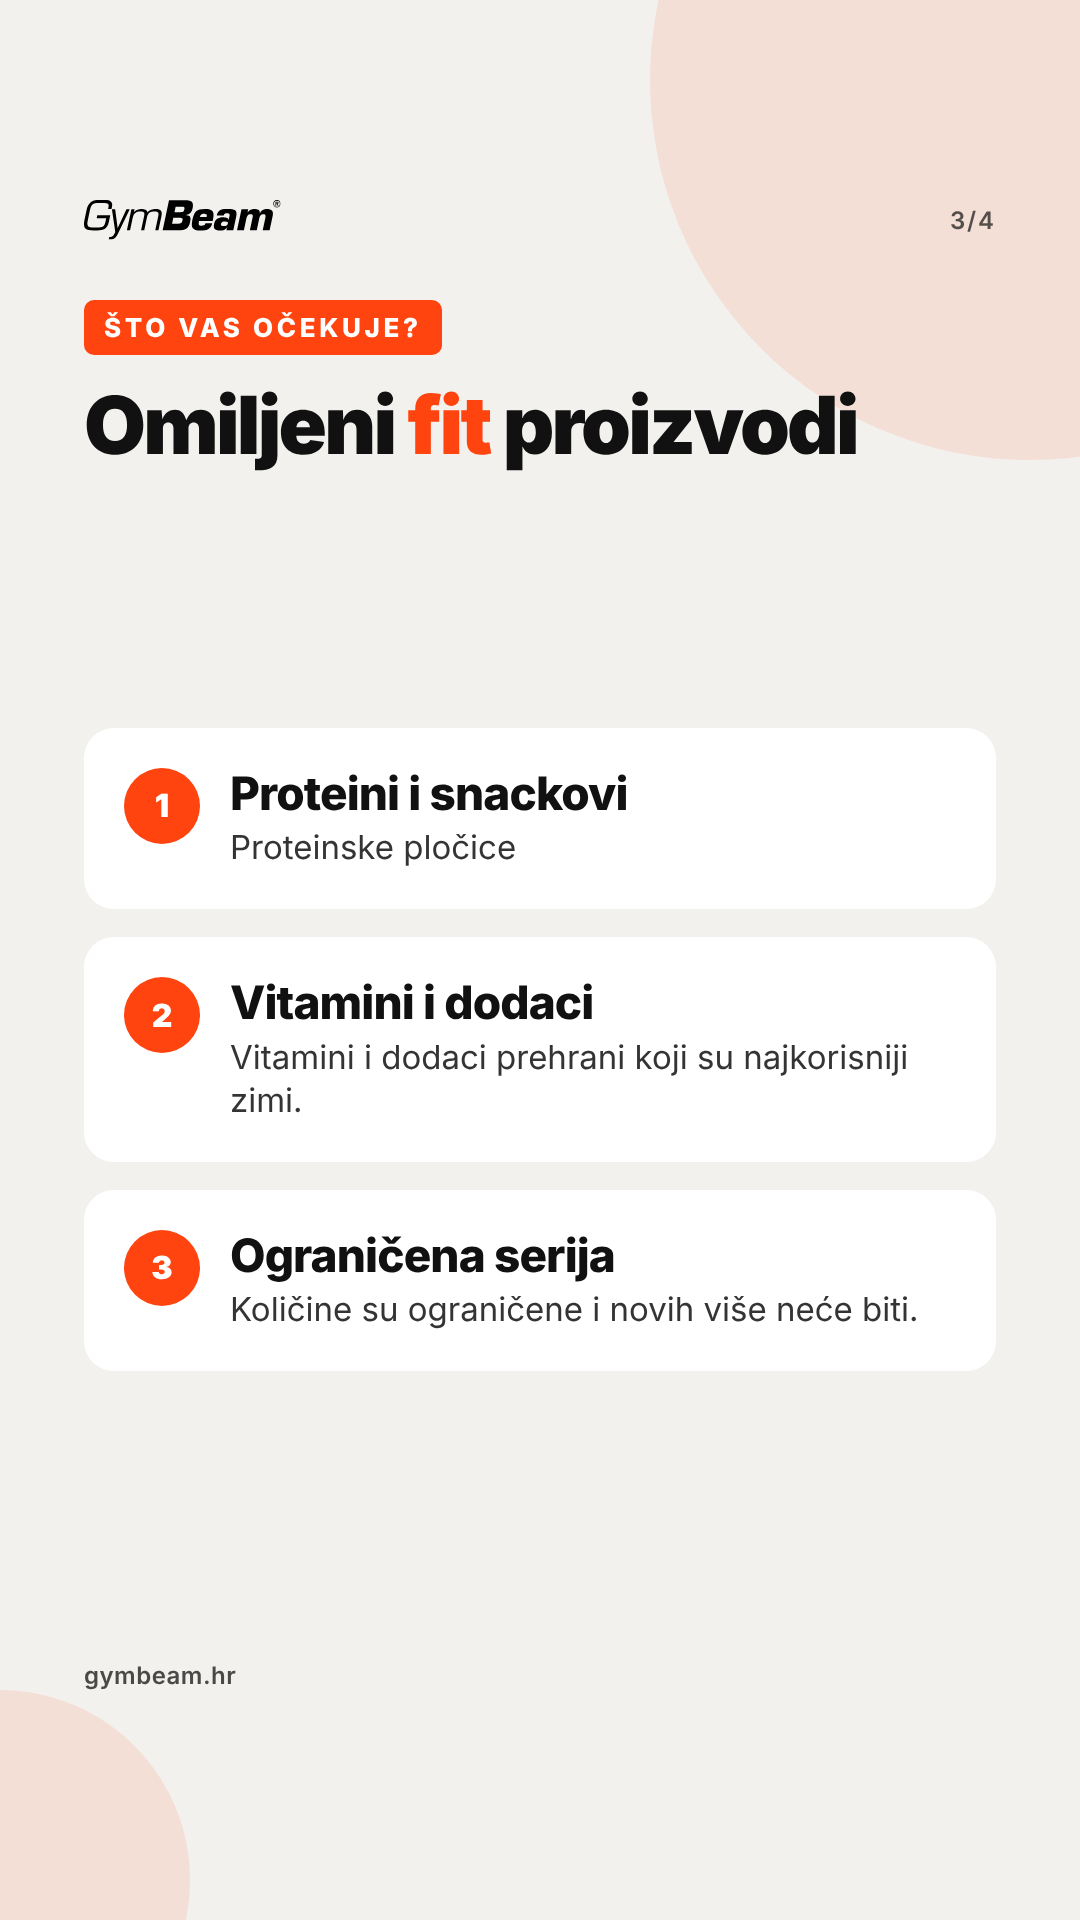 GymBeam®
3/4
ŠTO VAS OČEKUJE?
Omiljeni fit proizvodi
1
Proteini i snackovi
Proteinske pločice
2
Vitamini i dodaci
Vitamini i dodaci prehrani koji su najkorisniji
zimi.
3
Ograničena serija
Količine su ograničene i novih više neće biti.
gymbeam.hr